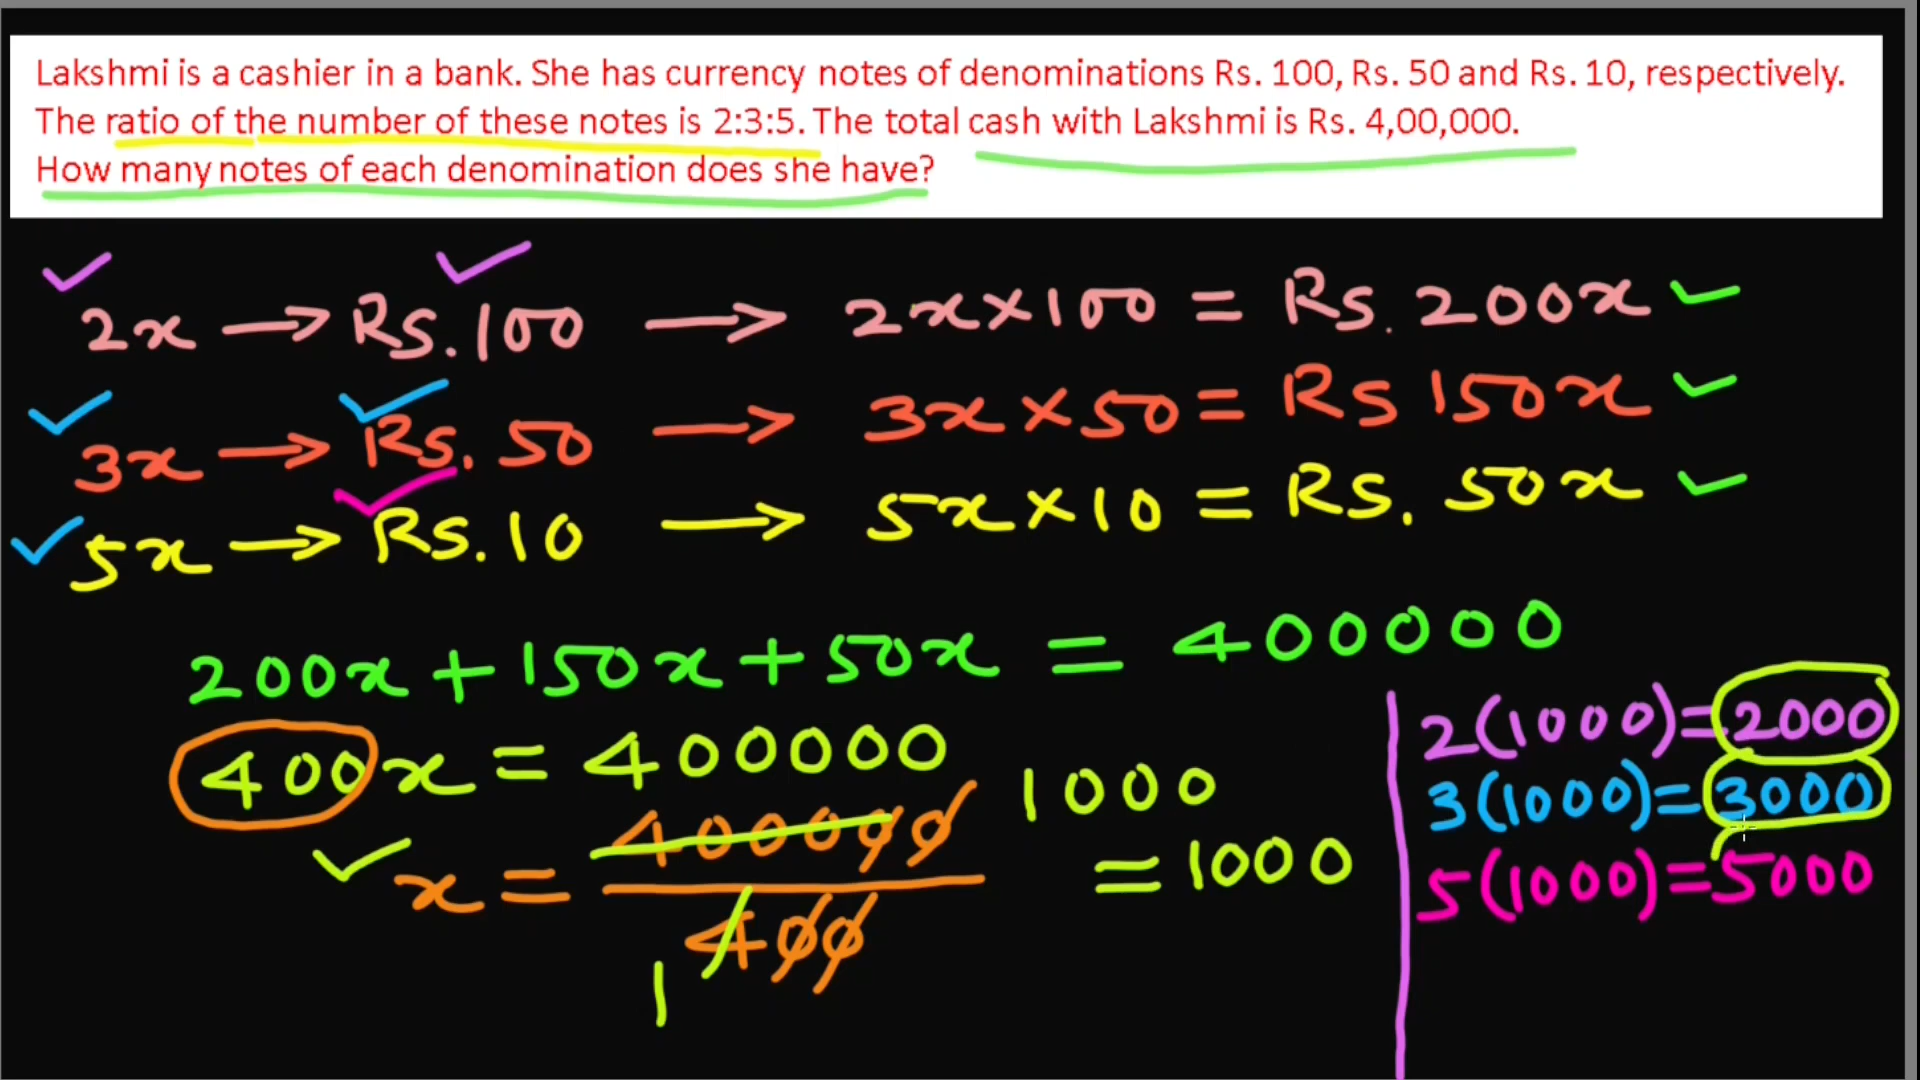 Lakshmi is a cashier in a bank. She has currency notes of denominations Rs. 100, Rs. 50 and Rs. 10, respectively.
The ratio of the number of these notes is 2:3:5. The total cash with Lakshmi is Rs. 4,00,000.
How many notes of each denomination does she have?
2x → Rs. 100 → 2x × 100 = Rs. 200x
3x → Rs. 50 → 3x × 50 = Rs 150x
5x → Rs. 10 → 5x × 10 = Rs. 50x
200x + 150x + 50x = 400000
400x = 400000
1000
x = 400000 / 400 = 1000
1
2(1000) = 2000
3(1000) = 3000
5(1000) = 5000